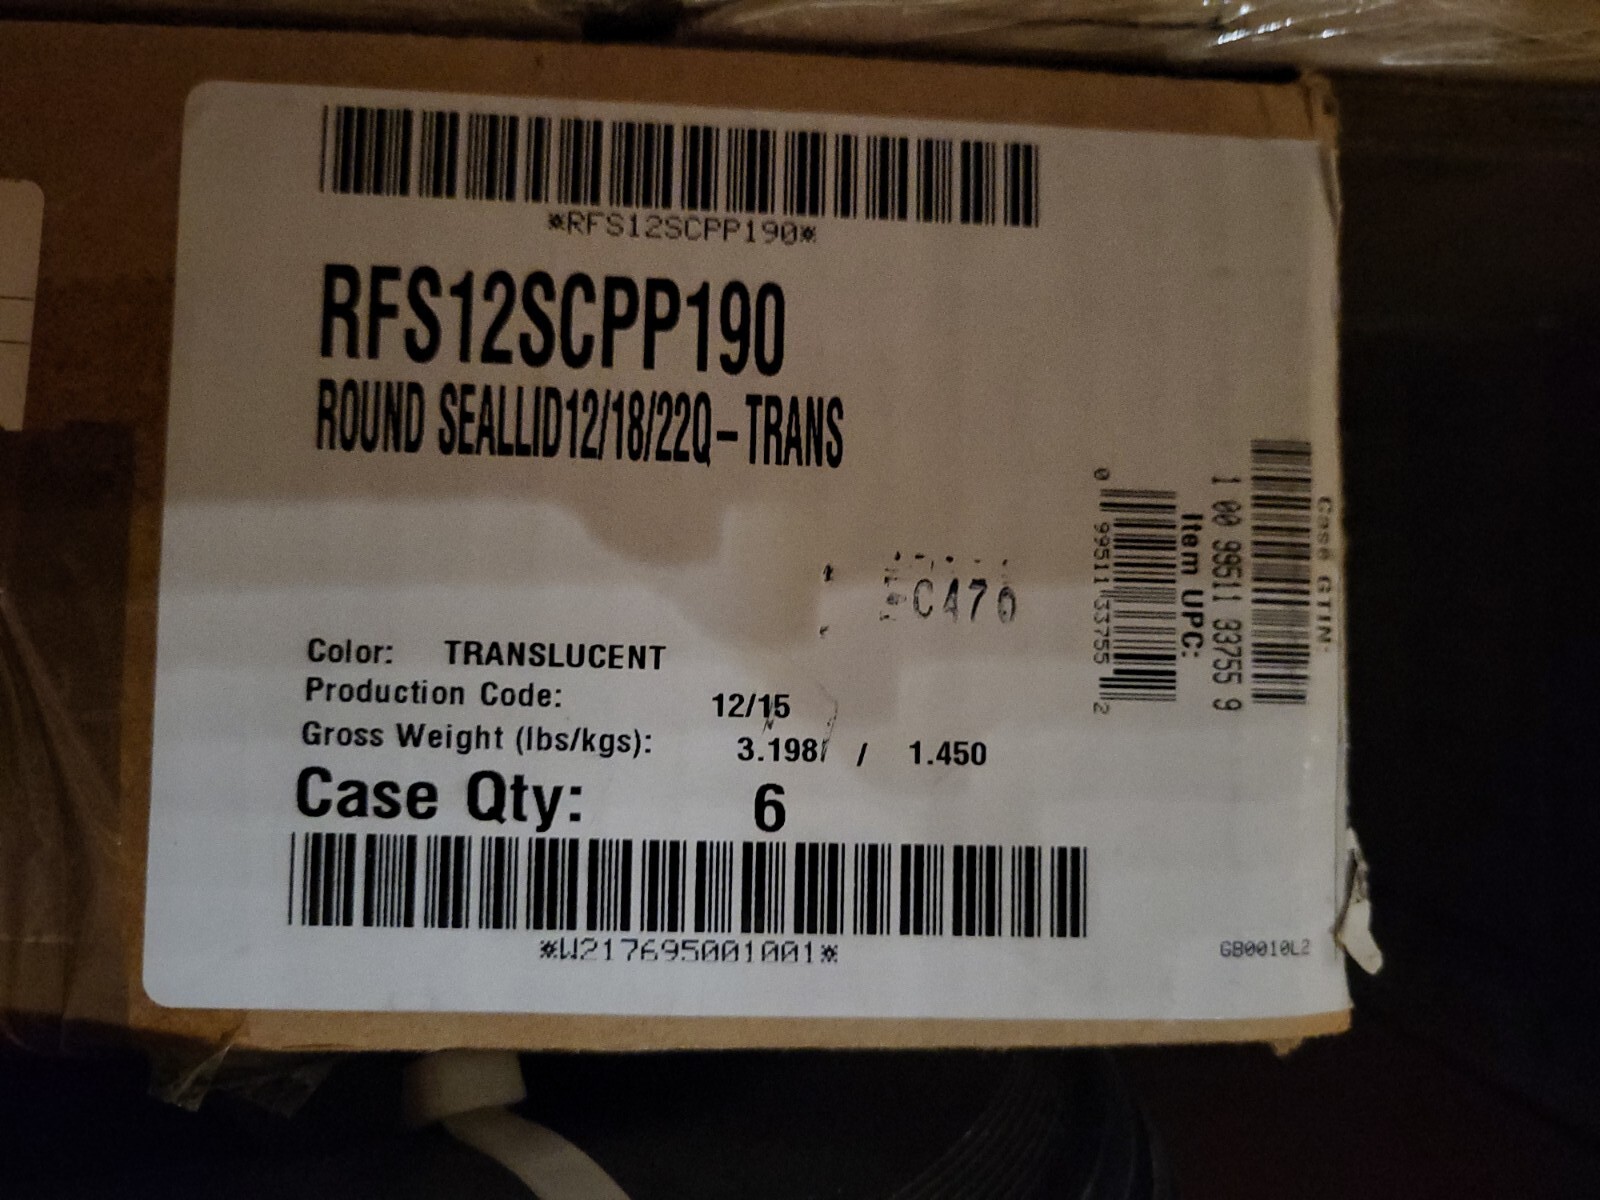 *RFS12SCPP190*
RFS12SCPP190
ROUND SEALLID12/18/22Q-TRANS
C470
Color: TRANSLUCENT
Production Code: 12/15
Gross Weight (lbs/kgs): 3.198 / 1.450
Case Qty: 6
*W217695001001*
GB0010L2
Case GTIN:
1 00 99511 33755 9
Item UPC:
0 99511 33755 2